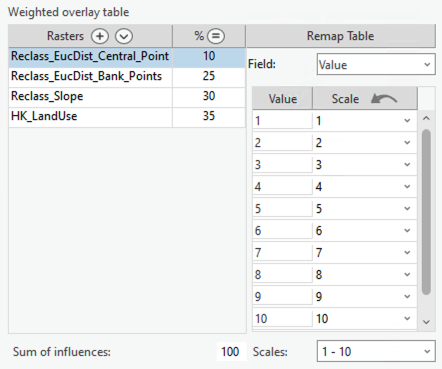 Weighted overlay table
Rasters % Remap Table
Reclass_EucDist_Central_Point 10
Reclass_EucDist_Bank_Points 25
Reclass_Slope 30
HK_LandUse 35
Field: Value
Value Scale
1 1
2 2
3 3
4 4
5 5
6 6
7 7
8 8
9 9
10 10
Sum of influences: 100 Scales: 1 - 10